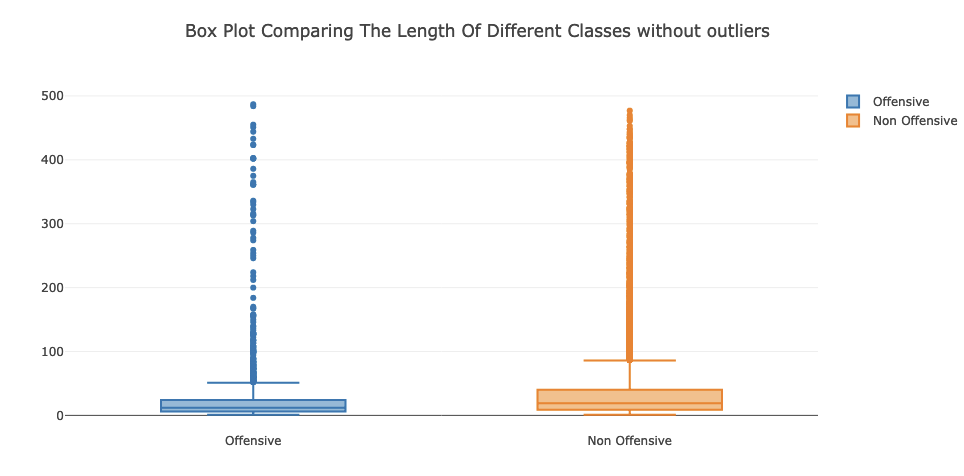 Box Plot Comparing The Length Of Different Classes without outliers
500
400
300
200
100
0
Offensive
Non Offensive
Offensive
Non Offensive